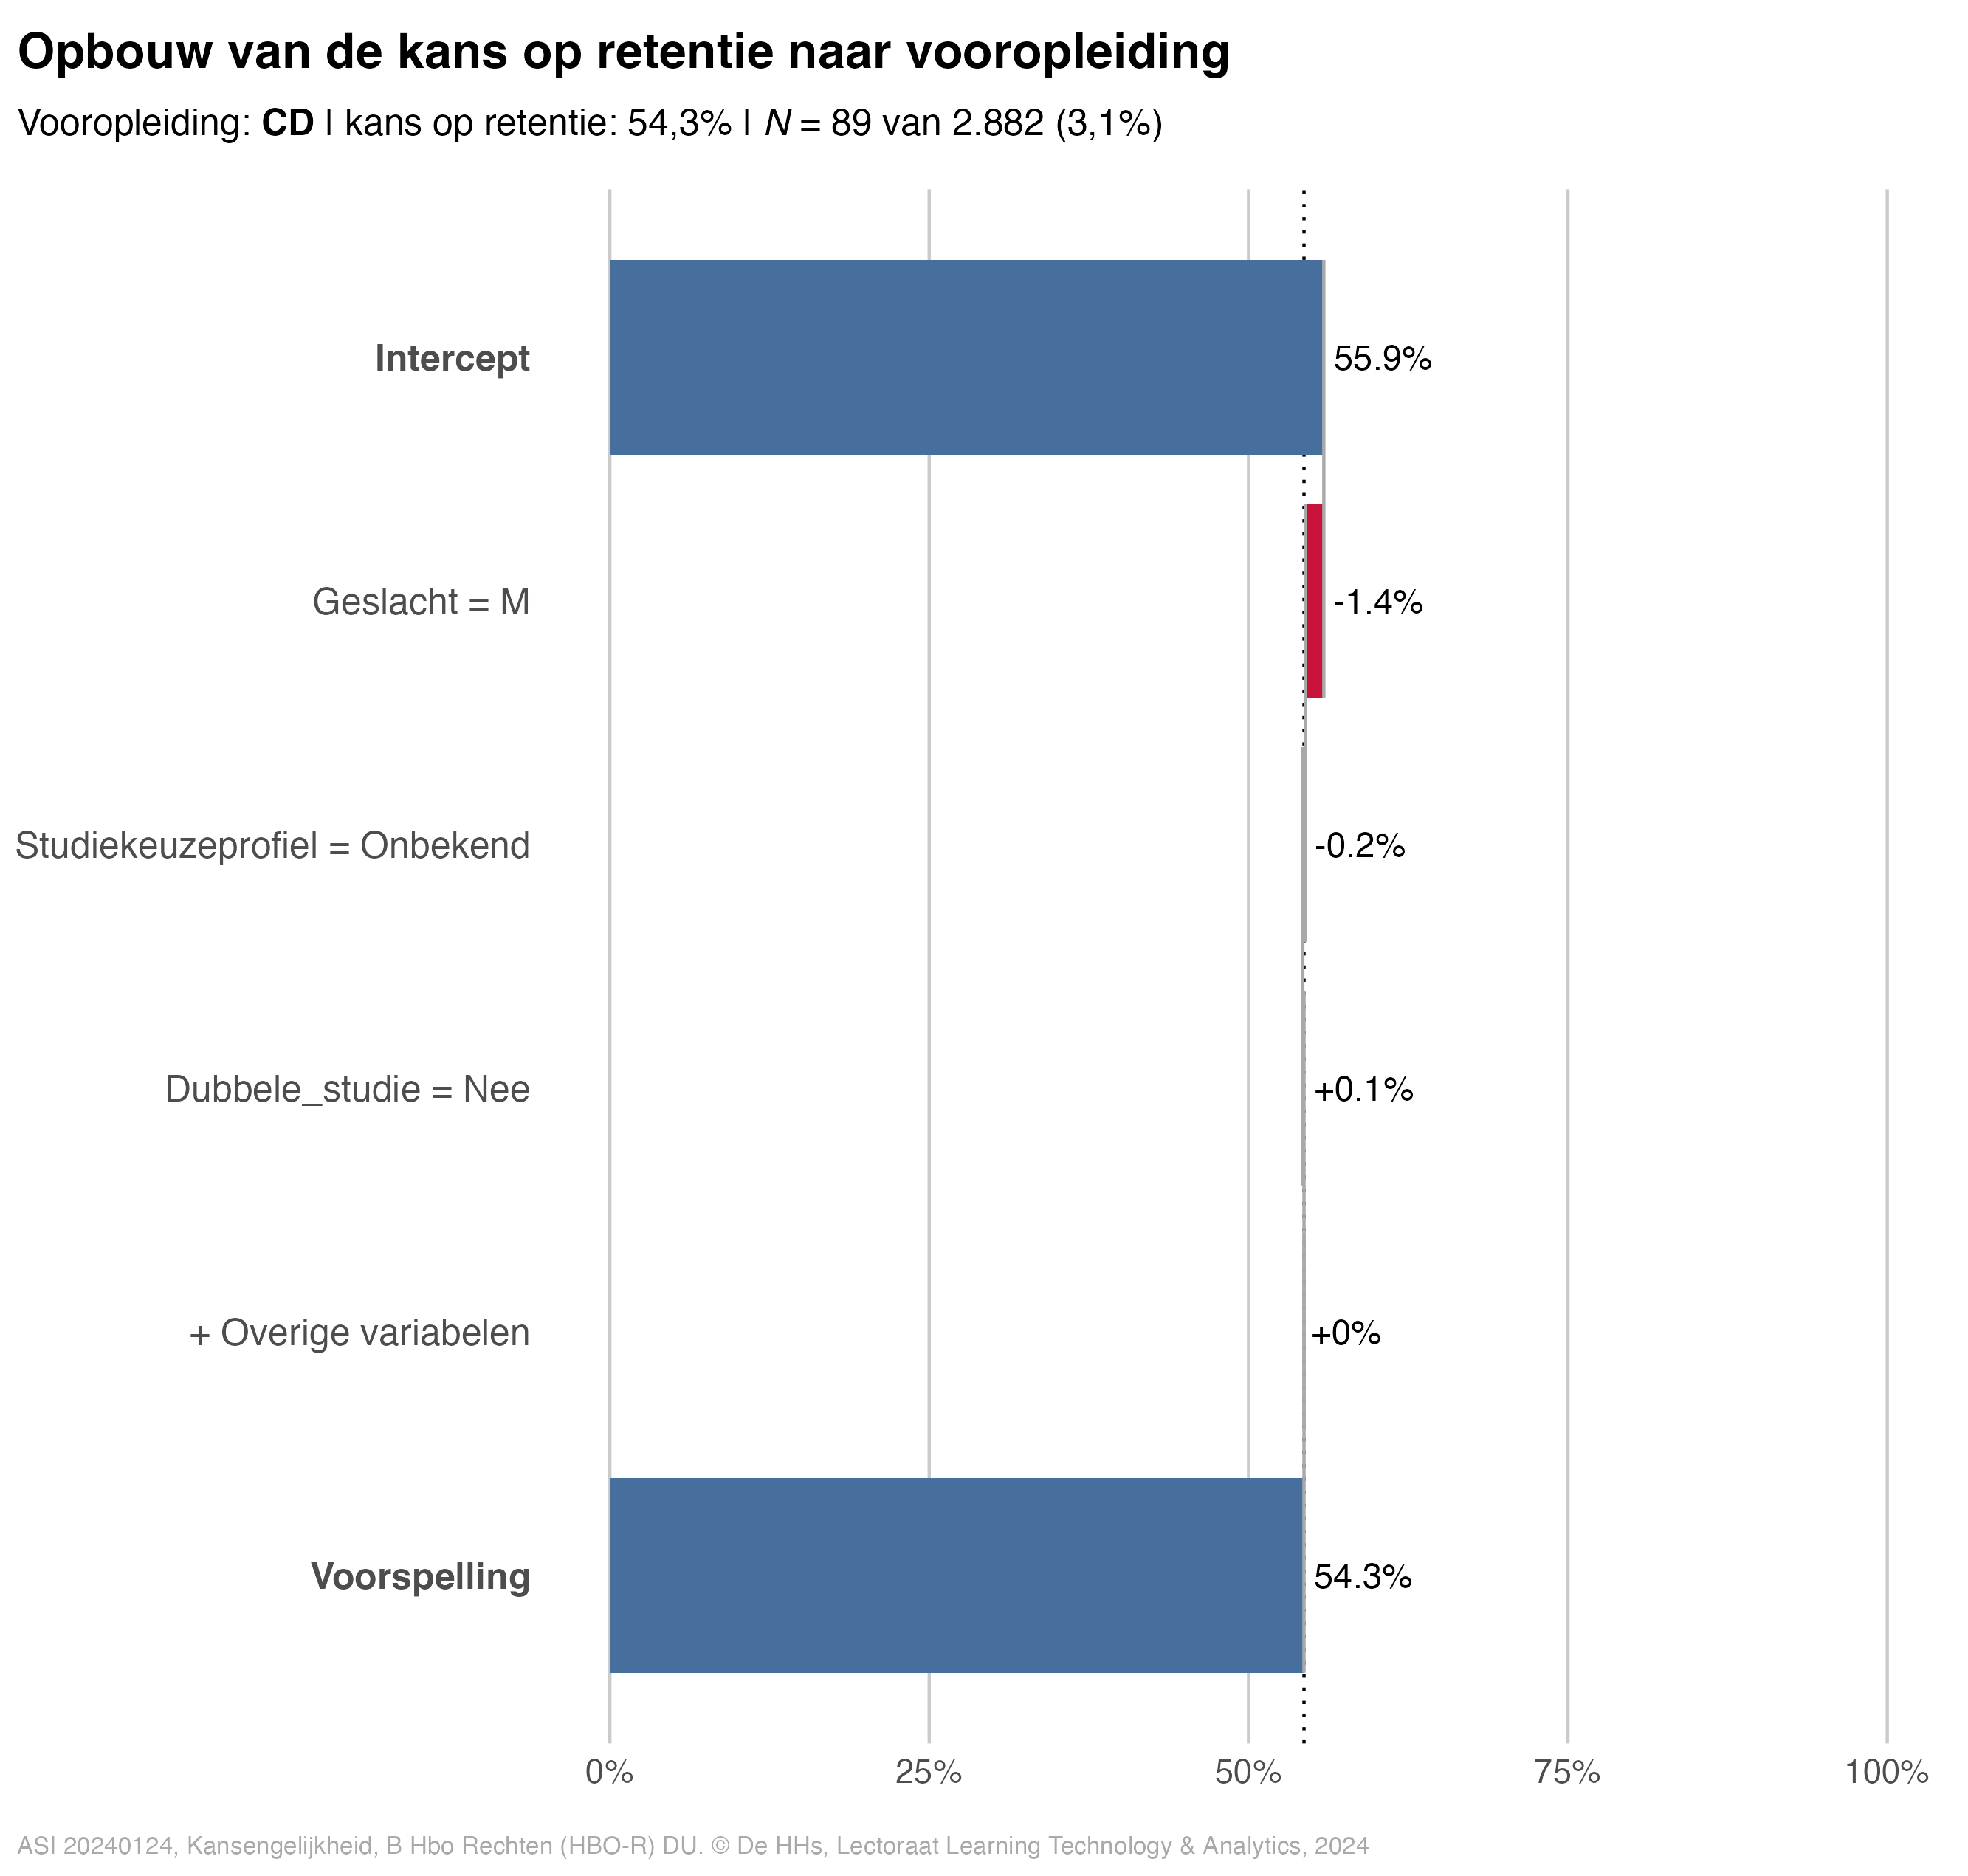 Opbouw van de kans op retentie naar vooropleiding
Vooropleiding: CD | kans op retentie: 54,3% | N = 89 van 2.882 (3,1%)
Intercept
55.9%
Geslacht = M
-1.4%
Studiekeuzeprofiel = Onbekend
-0.2%
Dubbele_studie = Nee
+0.1%
+ Overige variabelen
+0%
Voorspelling
54.3%
0% 25% 50% 75% 100%
ASI 20240124, Kansengelijkheid, B Hbo Rechten (HBO-R) DU. © De HHs, Lectoraat Learning Technology & Analytics, 2024